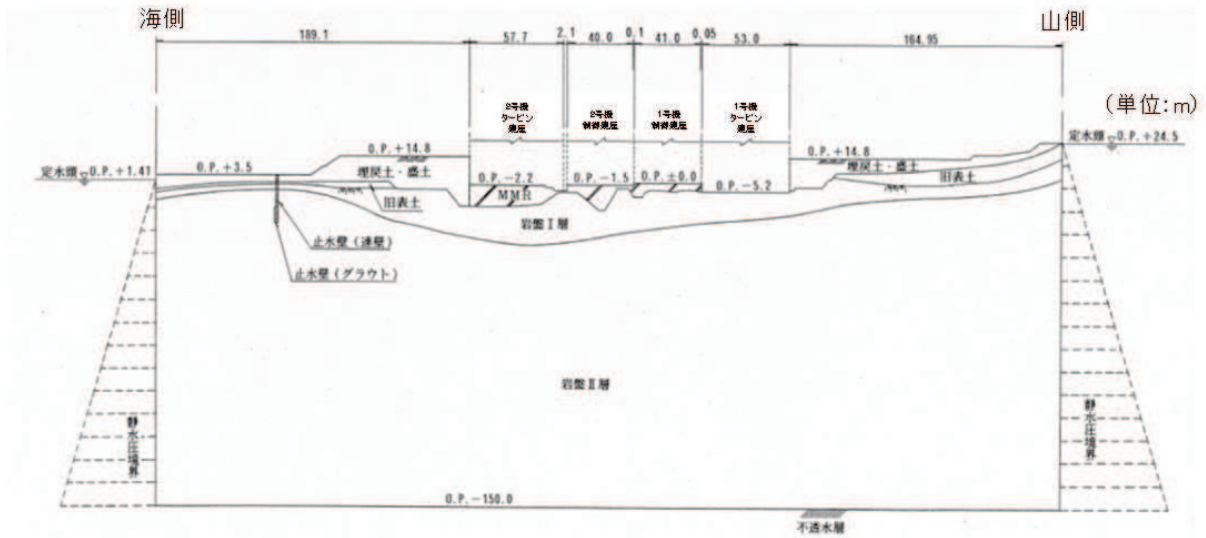 海側
山側
189.1
57.7
2.1
40.0
0.1
41.0
0.05
53.0
164.95
(単位:m)
2号機
タービン
建屋
2号機
制御建屋
1号機
制御建屋
1号機
タービン
建屋
定水頭 O.P.+1.41
O.P.+3.5
O.P.+14.8
埋戻土・盛土
旧表土
O.P.-2.2
MMR
O.P.-1.5
O.P.±0.0
O.P.-5.2
O.P.+14.8
埋戻土・盛土
旧表土
定水頭 O.P.+24.5
岩盤Ⅰ層
止水壁(連壁)
止水壁(グラウト)
岩盤Ⅱ層
静水圧境界
静水圧境界
O.P.-150.0
不透水層